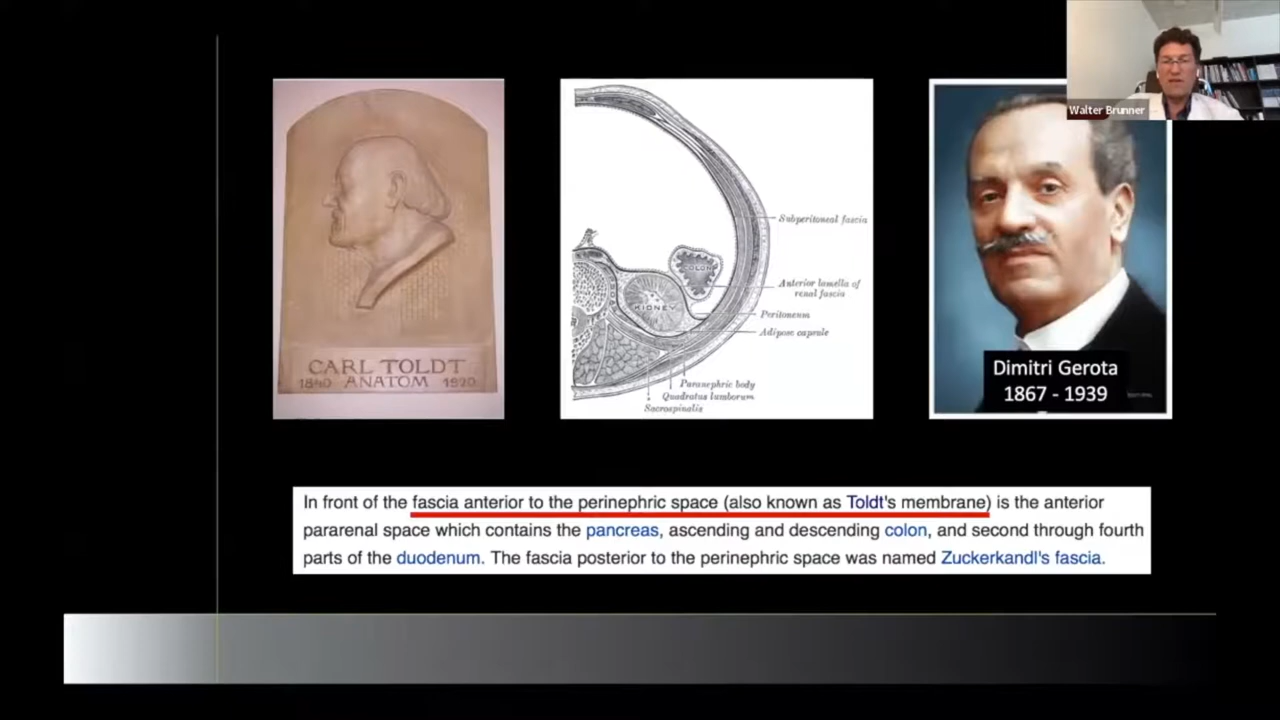 Walter Brunner
CARL TOLDT
1840 ANATOM 1920
Subperitoneal fascia
COLON
Anterior lamella of
renal fascia
KIDNEY
Peritoneum
Adipose capsule
Paranephric body
Quadratus lumborum
Sacrospinalis
Dimitri Gerota
1867 - 1939
In front of the fascia anterior to the perinephric space (also known as Toldt's membrane) is the anterior
pararenal space which contains the pancreas, ascending and descending colon, and second through fourth
parts of the duodenum. The fascia posterior to the perinephric space was named Zuckerkandl's fascia.